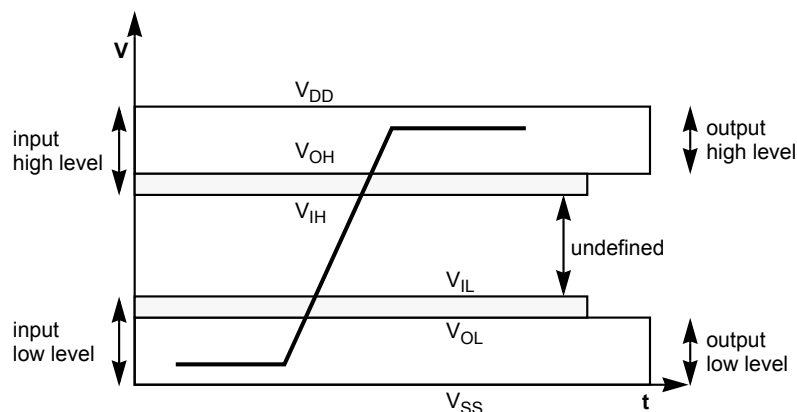 V
V_DD
input
high level
V_OH
output
high level
V_IH
undefined
V_IL
input
low level
V_OL
output
low level
V_SS
t